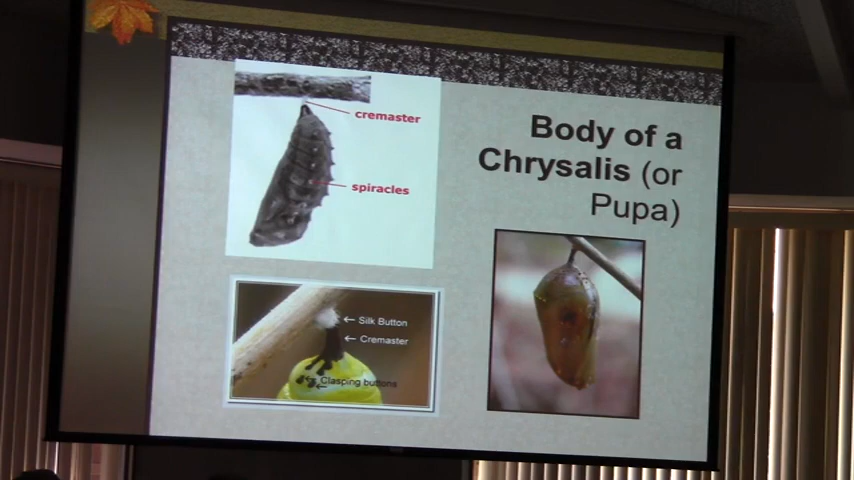 Body of a
Chrysalis (or
Pupa)
cremaster
spiracles
← Silk Button
← Cremaster
Clasping buttons